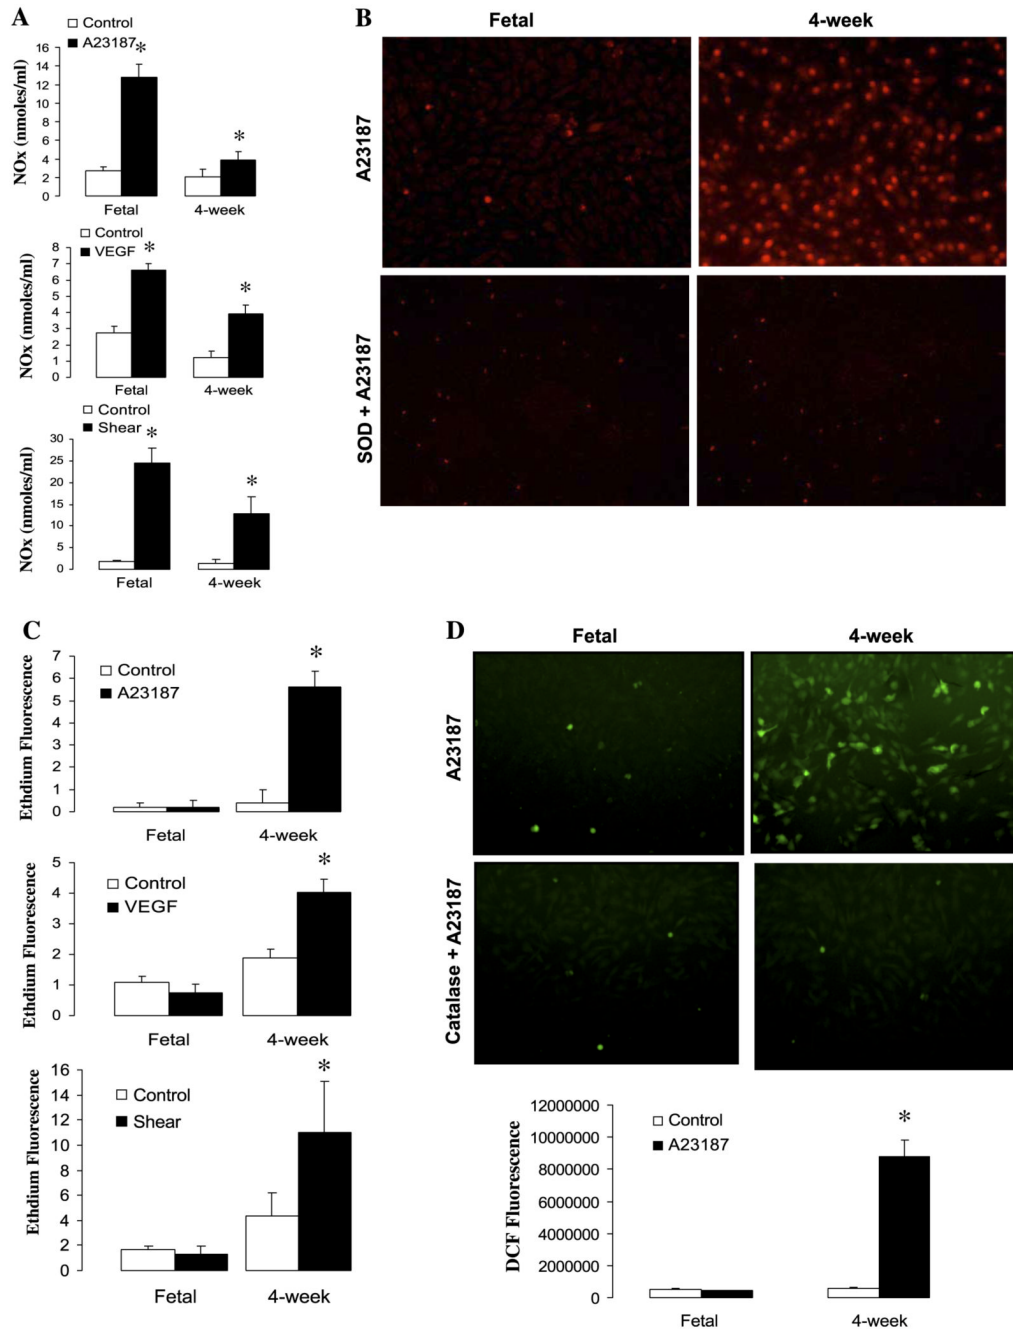 A
Control
A23187
*
*
16
14
12
10
8
6
4
2
0
NOx (nmoles/ml)
Fetal
4-week
Control
VEGF
*
*
8
7
6
5
4
3
2
1
0
NOx (nmoles/ml)
Fetal
4-week
Control
Shear
*
*
30
25
20
15
10
5
0
NOx (nmoles/ml)
Fetal
4-week
B
Fetal
4-week
A23187
SOD + A23187
C
Control
A23187
*
7
6
5
4
3
2
1
0
Ethdium Fluorescence
Fetal
4-week
Control
VEGF
*
5
4
3
2
1
0
Ethdium Fluorescence
Fetal
4-week
Control
Shear
*
16
14
12
10
8
6
4
2
0
Ethdium Fluorescence
Fetal
4-week
D
Fetal
4-week
A23187
Catalase + A23187
Control
A23187
*
12000000
10000000
8000000
6000000
4000000
2000000
0
DCF Fluorescence
Fetal
4-week